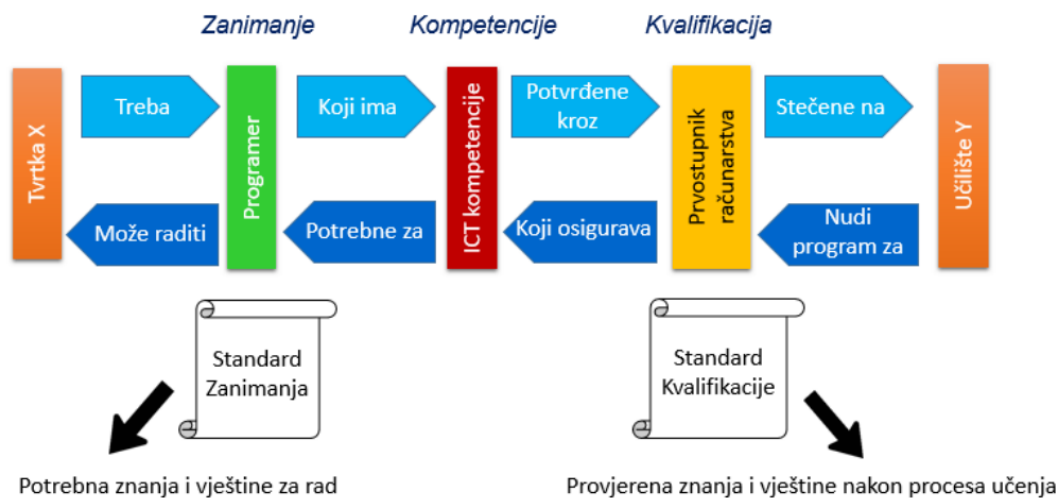 Zanimanje
Kompetencije
Kvalifikacija
Tvrtka X
Treba
Programer
Koji ima
ICT kompetencije
Potvrđene
kroz
Prvostupnik
računarstva
Stečene na
Učilište Y
Može raditi
Potrebne za
Koji osigurava
Nudi
program za
Standard
Zanimanja
Standard
Kvalifikacije
Potrebna znanja i vještine za rad
Provjerena znanja i vještine nakon procesa učenja